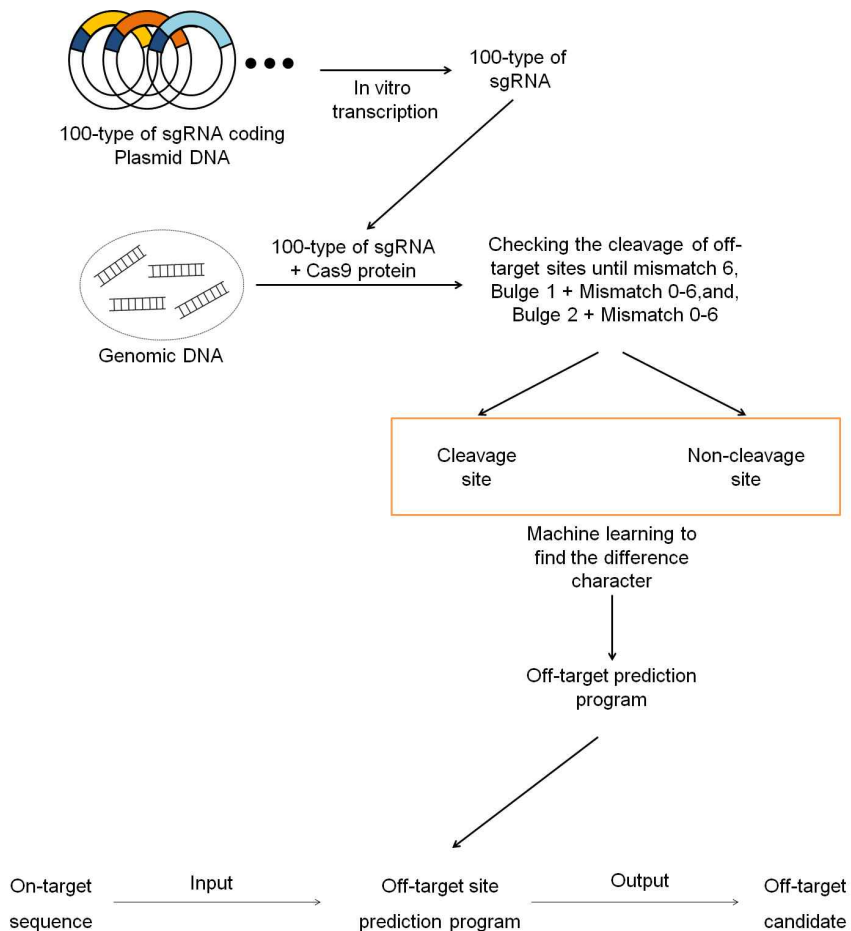 100-type of sgRNA coding
Plasmid DNA
In vitro
transcription
100-type of
sgRNA
Genomic DNA
100-type of sgRNA
+ Cas9 protein
Checking the cleavage of off-
target sites until mismatch 6,
Bulge 1 + Mismatch 0-6,and,
Bulge 2 + Mismatch 0-6
Cleavage
site
Non-cleavage
site
Machine learning to
find the difference
character
Off-target prediction
program
On-target
sequence
Input
Off-target site
prediction program
Output
Off-target
candidate